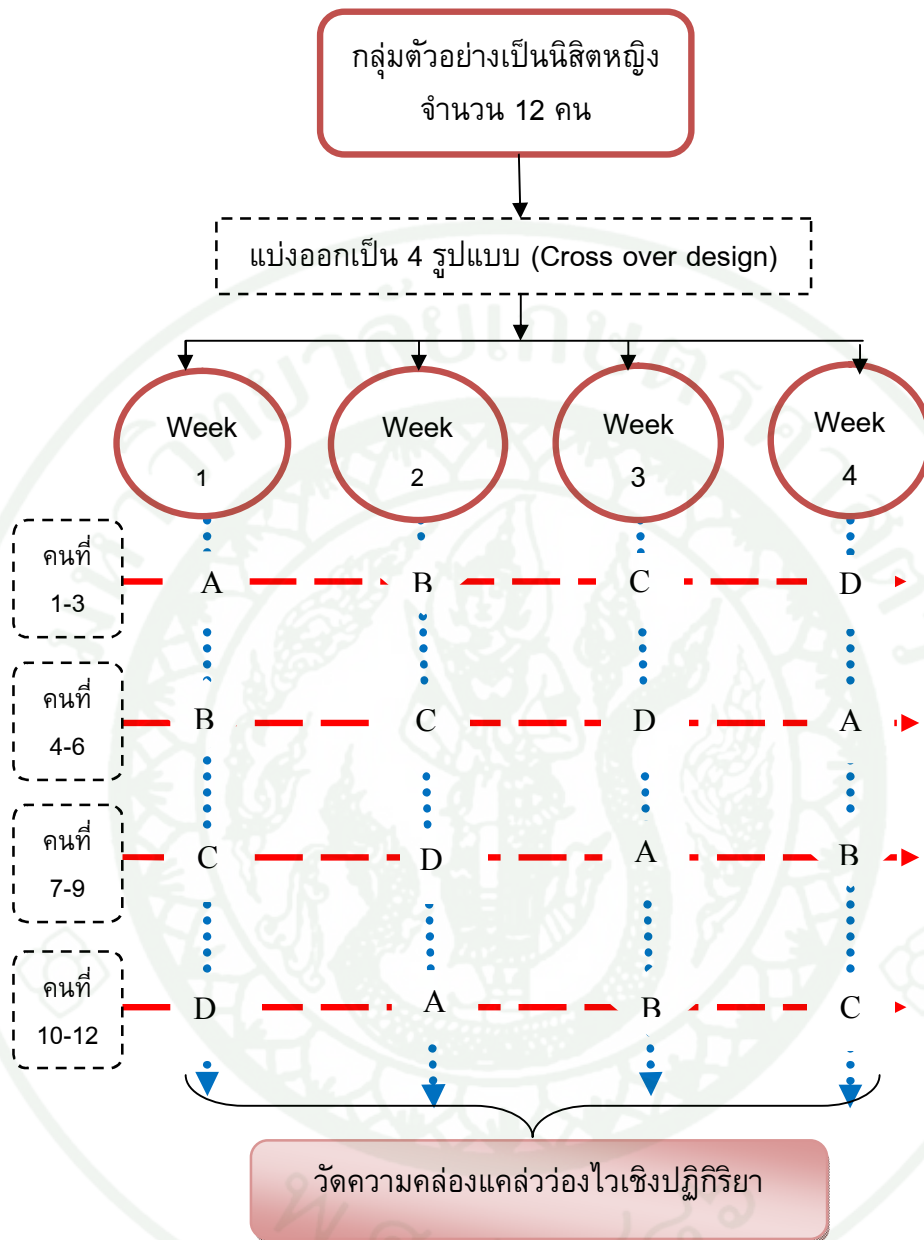 กลุ่มตัวอย่างเป็นนิสิตหญิง
จำนวน 12 คน
แบ่งออกเป็น 4 รูปแบบ (Cross over design)
Week
1
Week
2
Week
3
Week
4
คนที่
1-3
A B C D
คนที่
4-6
B C D A
คนที่
7-9
C D A B
คนที่
10-12
D A B C
วัดความคล่องแคล่วว่องไวเชิงปฏิกิริยา